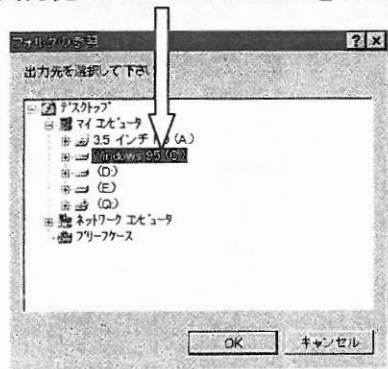 フォルダの参照
出力先を選択して下さい
デスクトップ
マイ コンピュータ
3.5 インチ (A:)
Windows 95 (C:)
(D:)
(E:)
(Q:)
ネットワーク コンピュータ
ブリーフケース
OK キャンセル